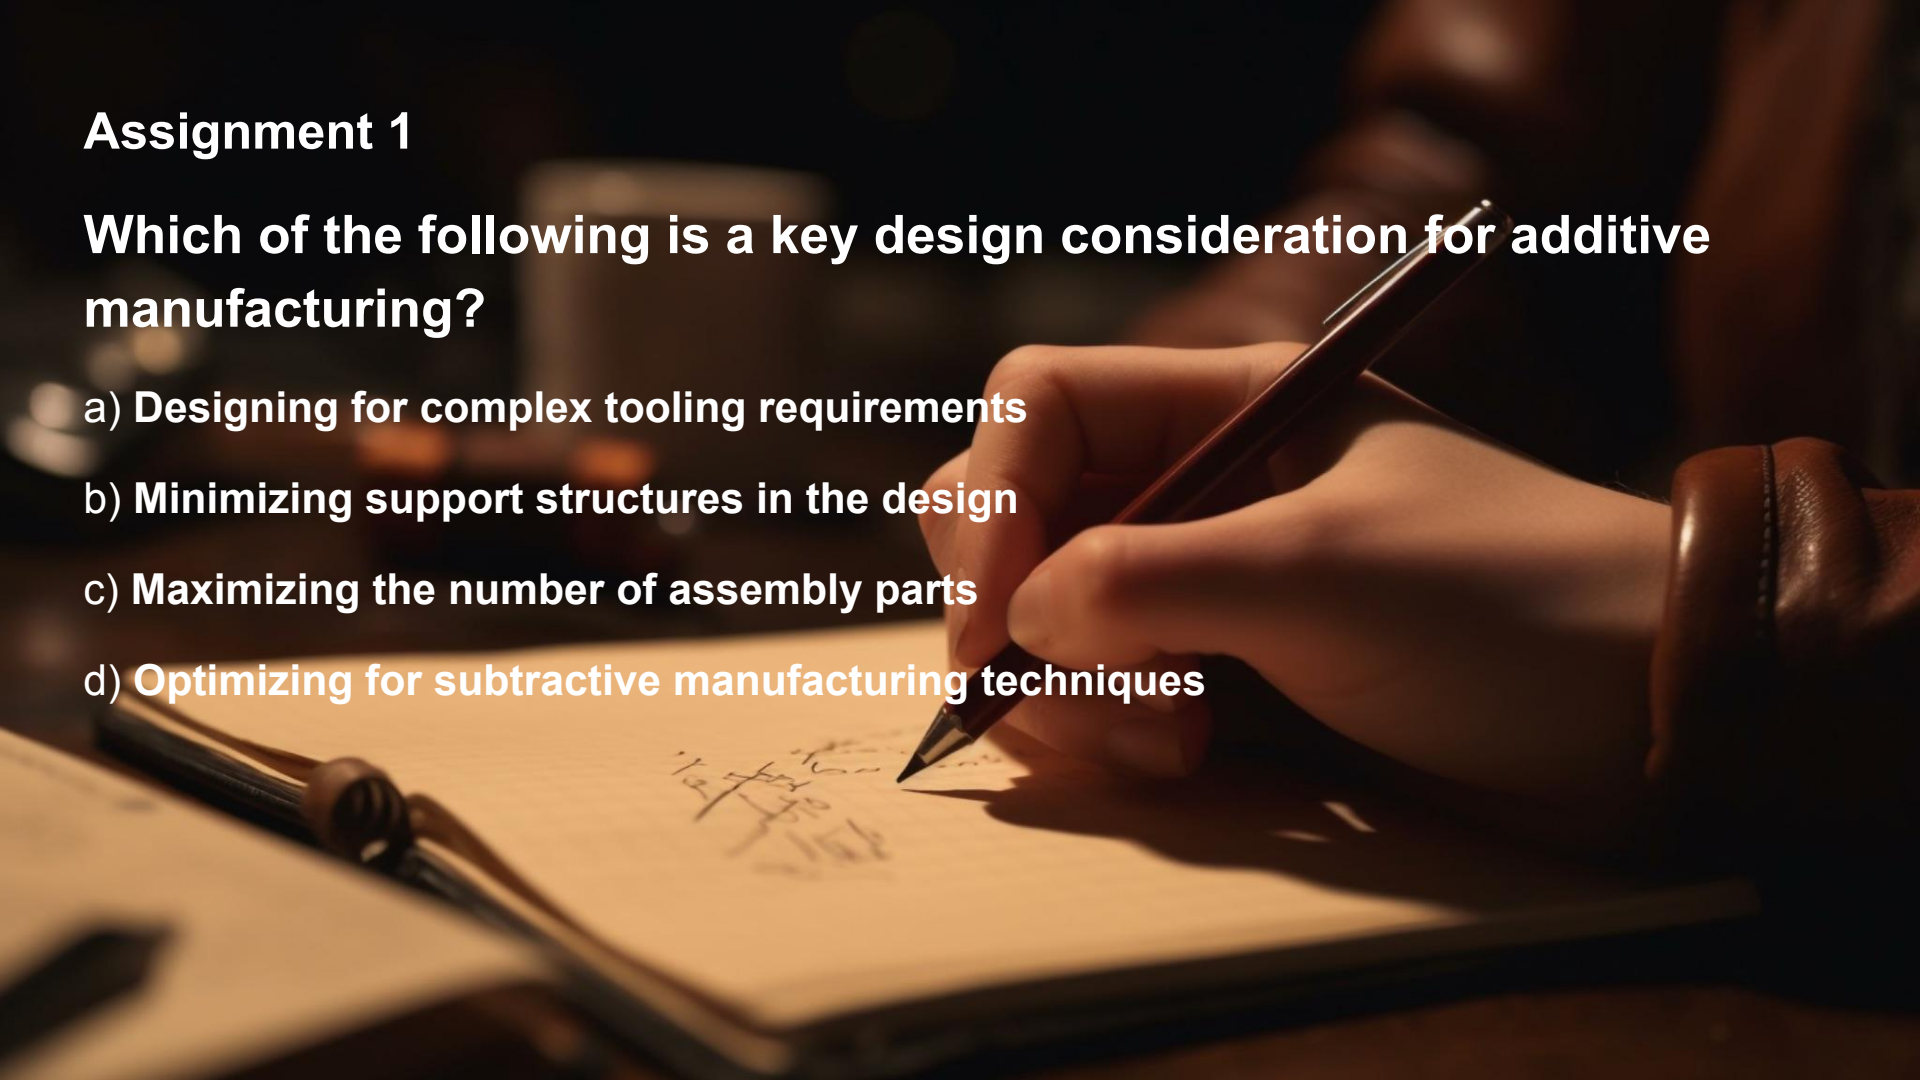 Assignment 1
Which of the following is a key design consideration for additive
manufacturing?
a) Designing for complex tooling requirements
b) Minimizing support structures in the design
c) Maximizing the number of assembly parts
d) Optimizing for subtractive manufacturing techniques